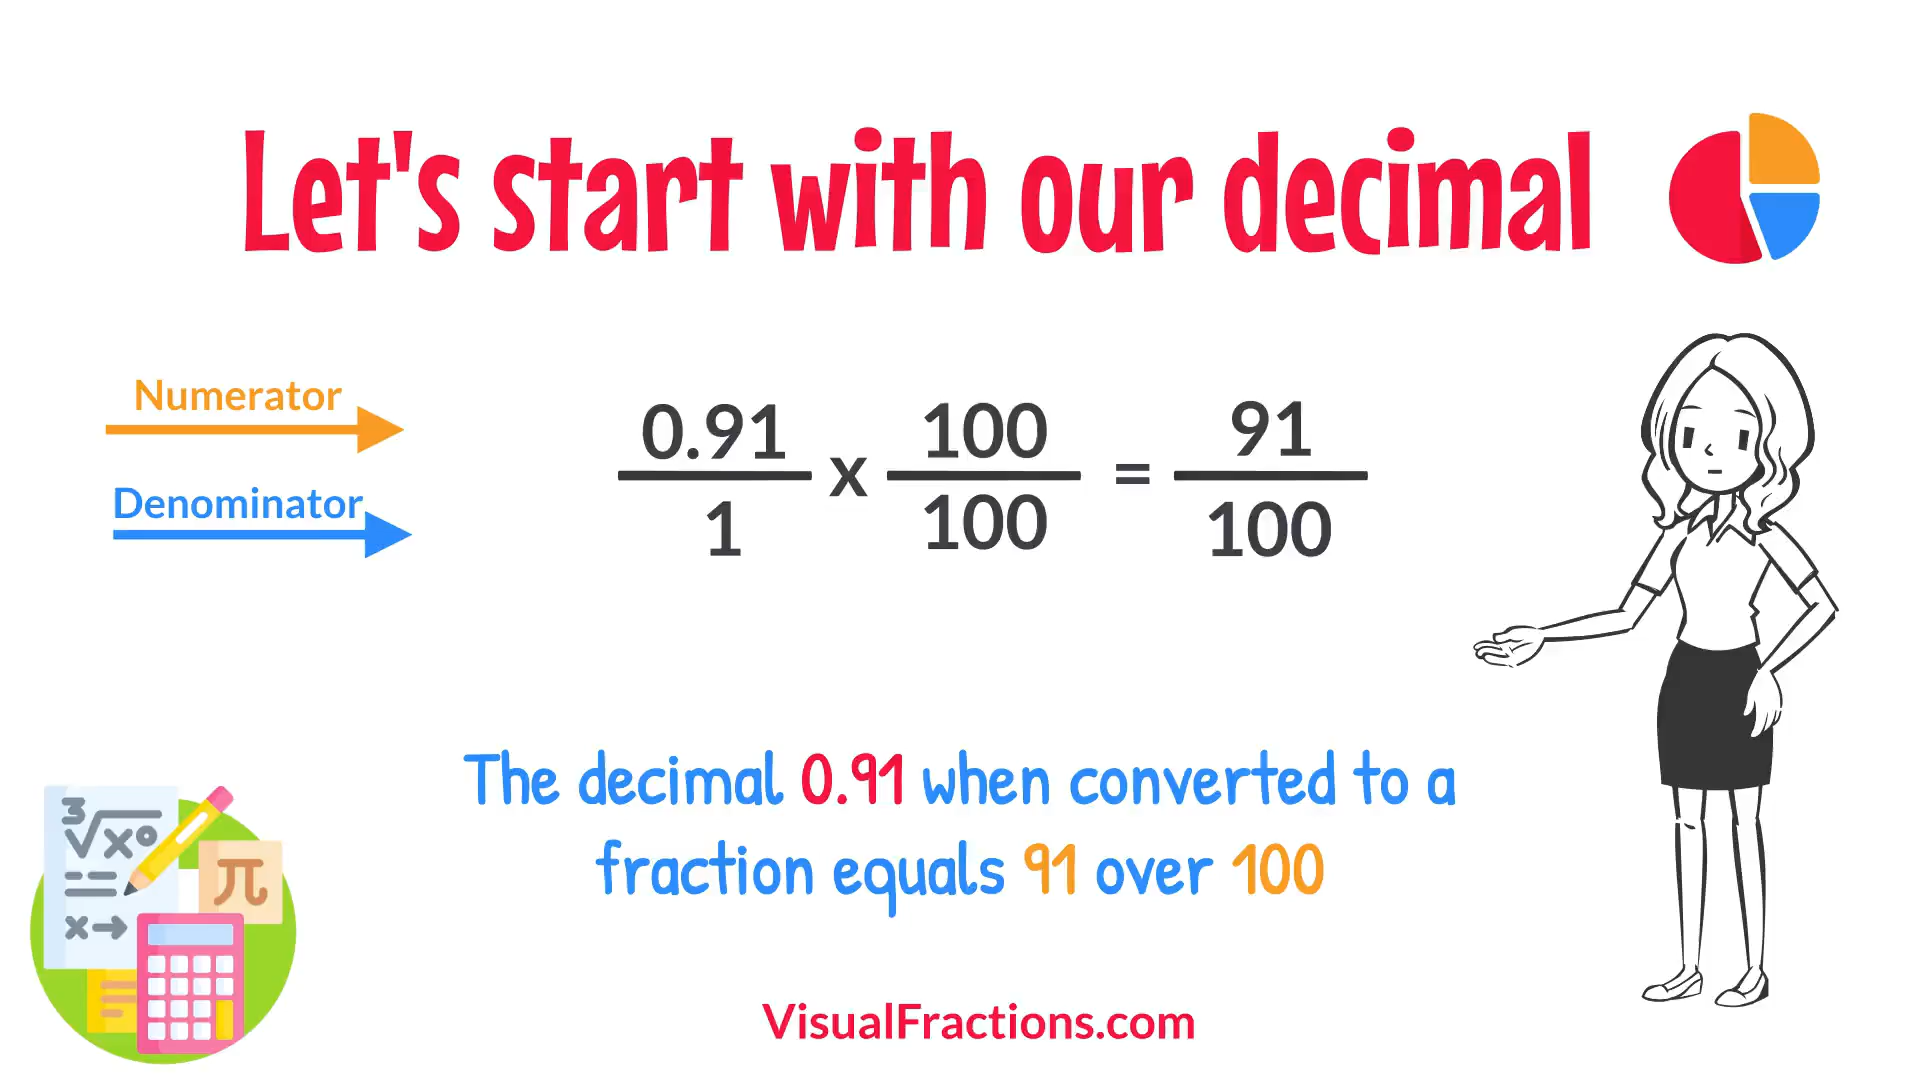 Let's start with our decimal
Numerator
Denominator
0.91
1
x
100
100
=
91
100
The decimal 0.91 when converted to a
fraction equals 91 over 100
3√x°
x→
π
VisualFractions.com